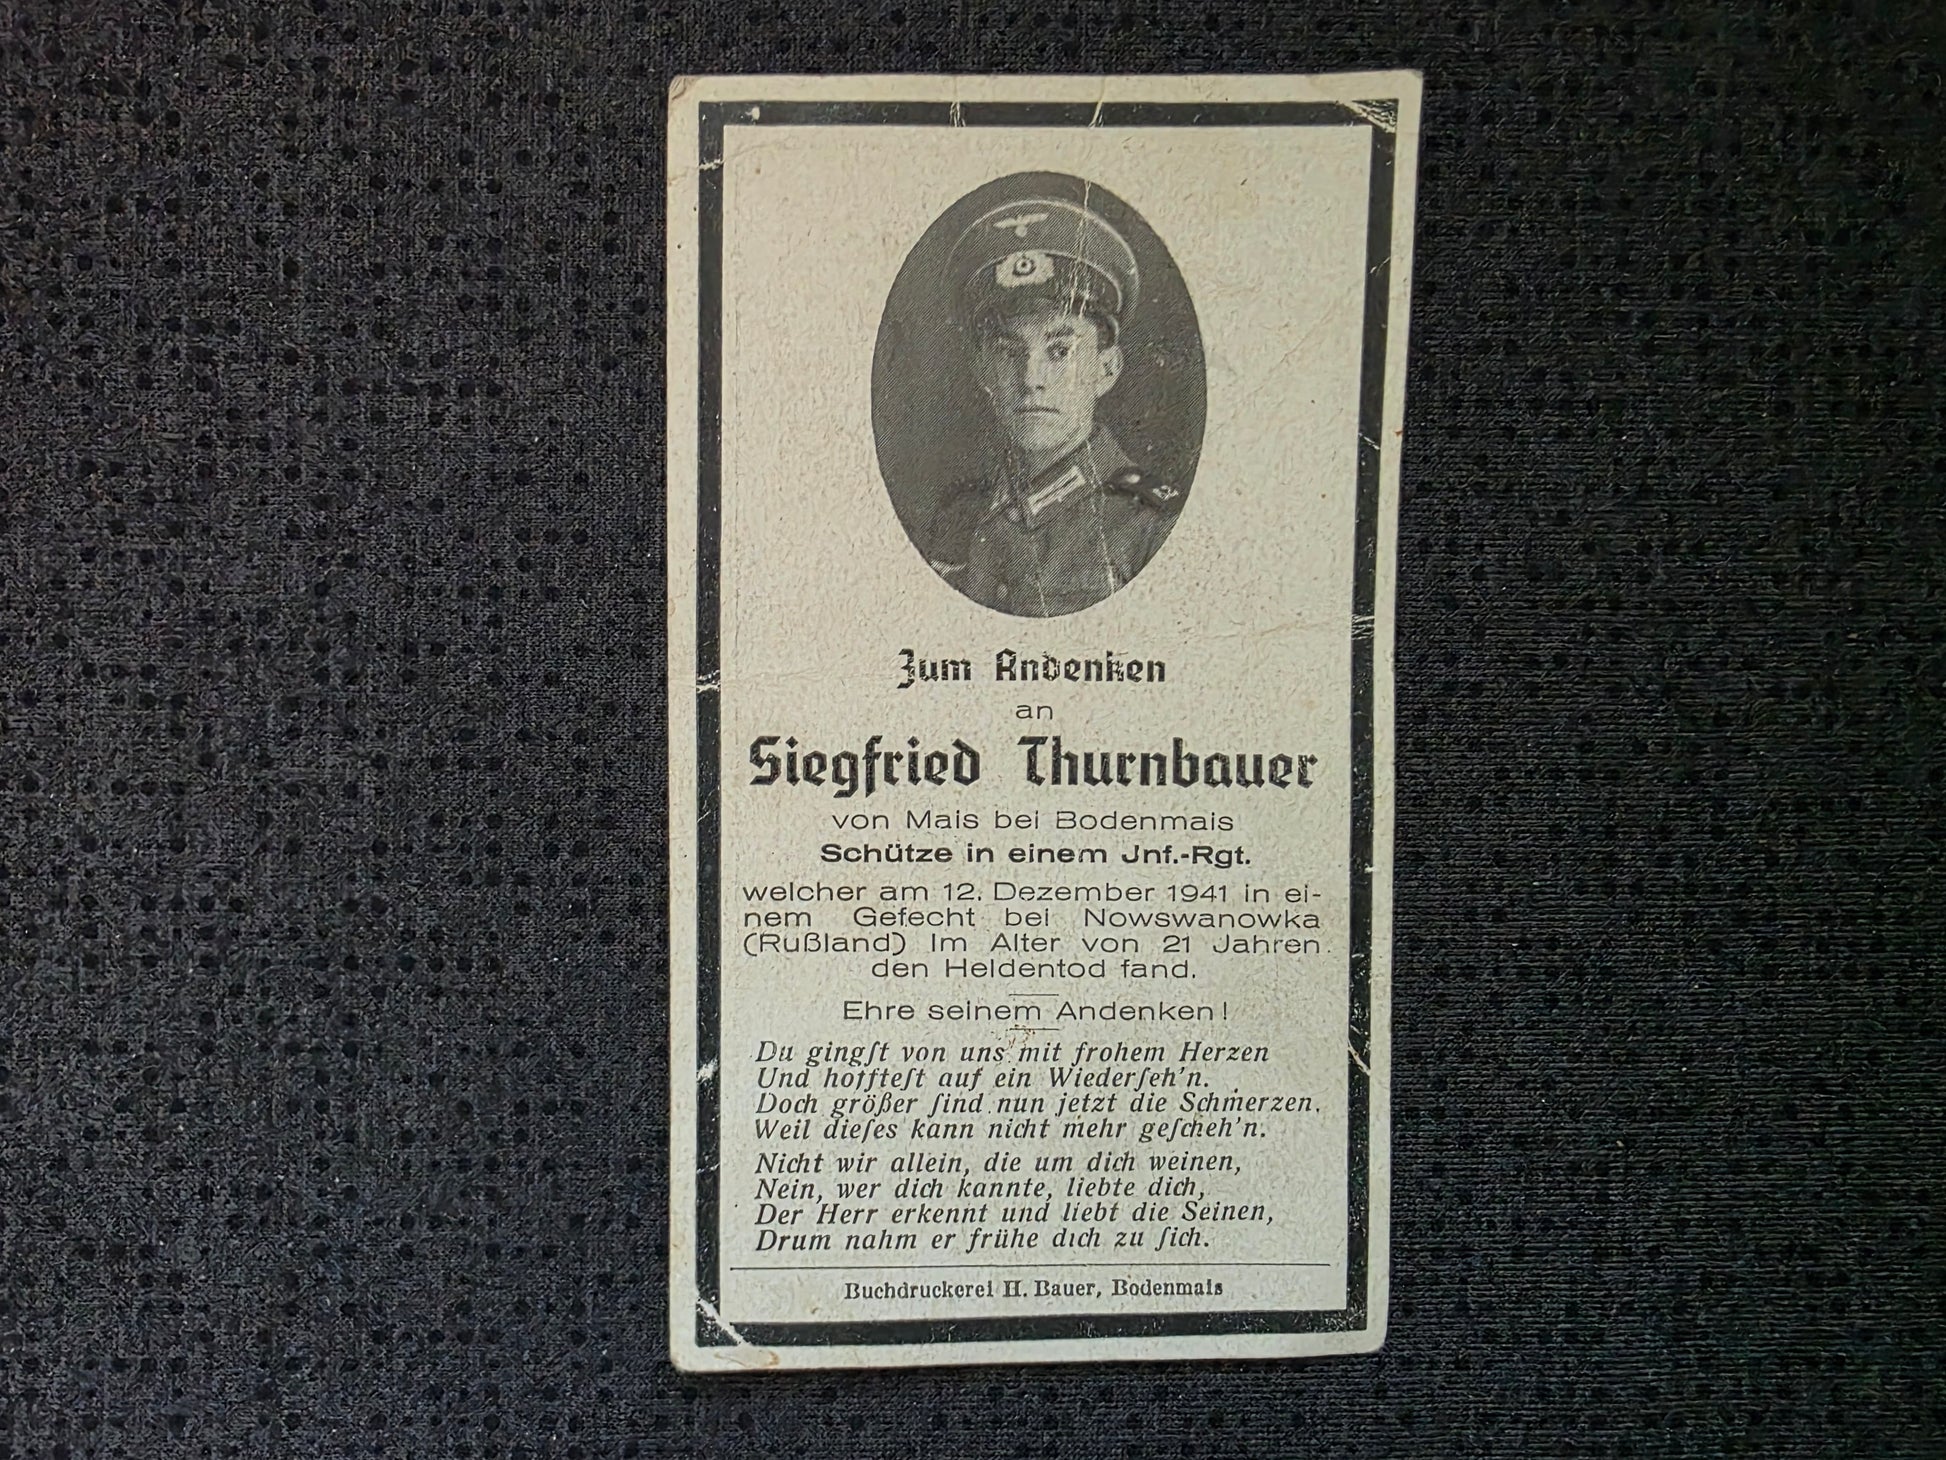 Zum Andenken
an
Siegfried Thurnbauer
von Mais bei Bodenmais
Schütze in einem Jnf.-Rgt.
welcher am 12. Dezember 1941 in ei-
nem Gefecht bei Nowswanowka
(Rußland) im Alter von 21 Jahren
den Heldentod fand.
Ehre seinem Andenken!
Du gingſt von uns mit frohem Herzen
Und hoffteſt auf ein Wiederſeh'n.
Doch größer ſind nun jetzt die Schmerzen,
Weil dieſes kann nicht mehr geſcheh'n.
Nicht wir allein, die um dich weinen,
Nein, wer dich kannte, liebte dich,
Der Herr erkennt und liebt die Seinen,
Drum nahm er frühe dich zu ſich.
Buchdruckerei H. Bauer, Bodenmais